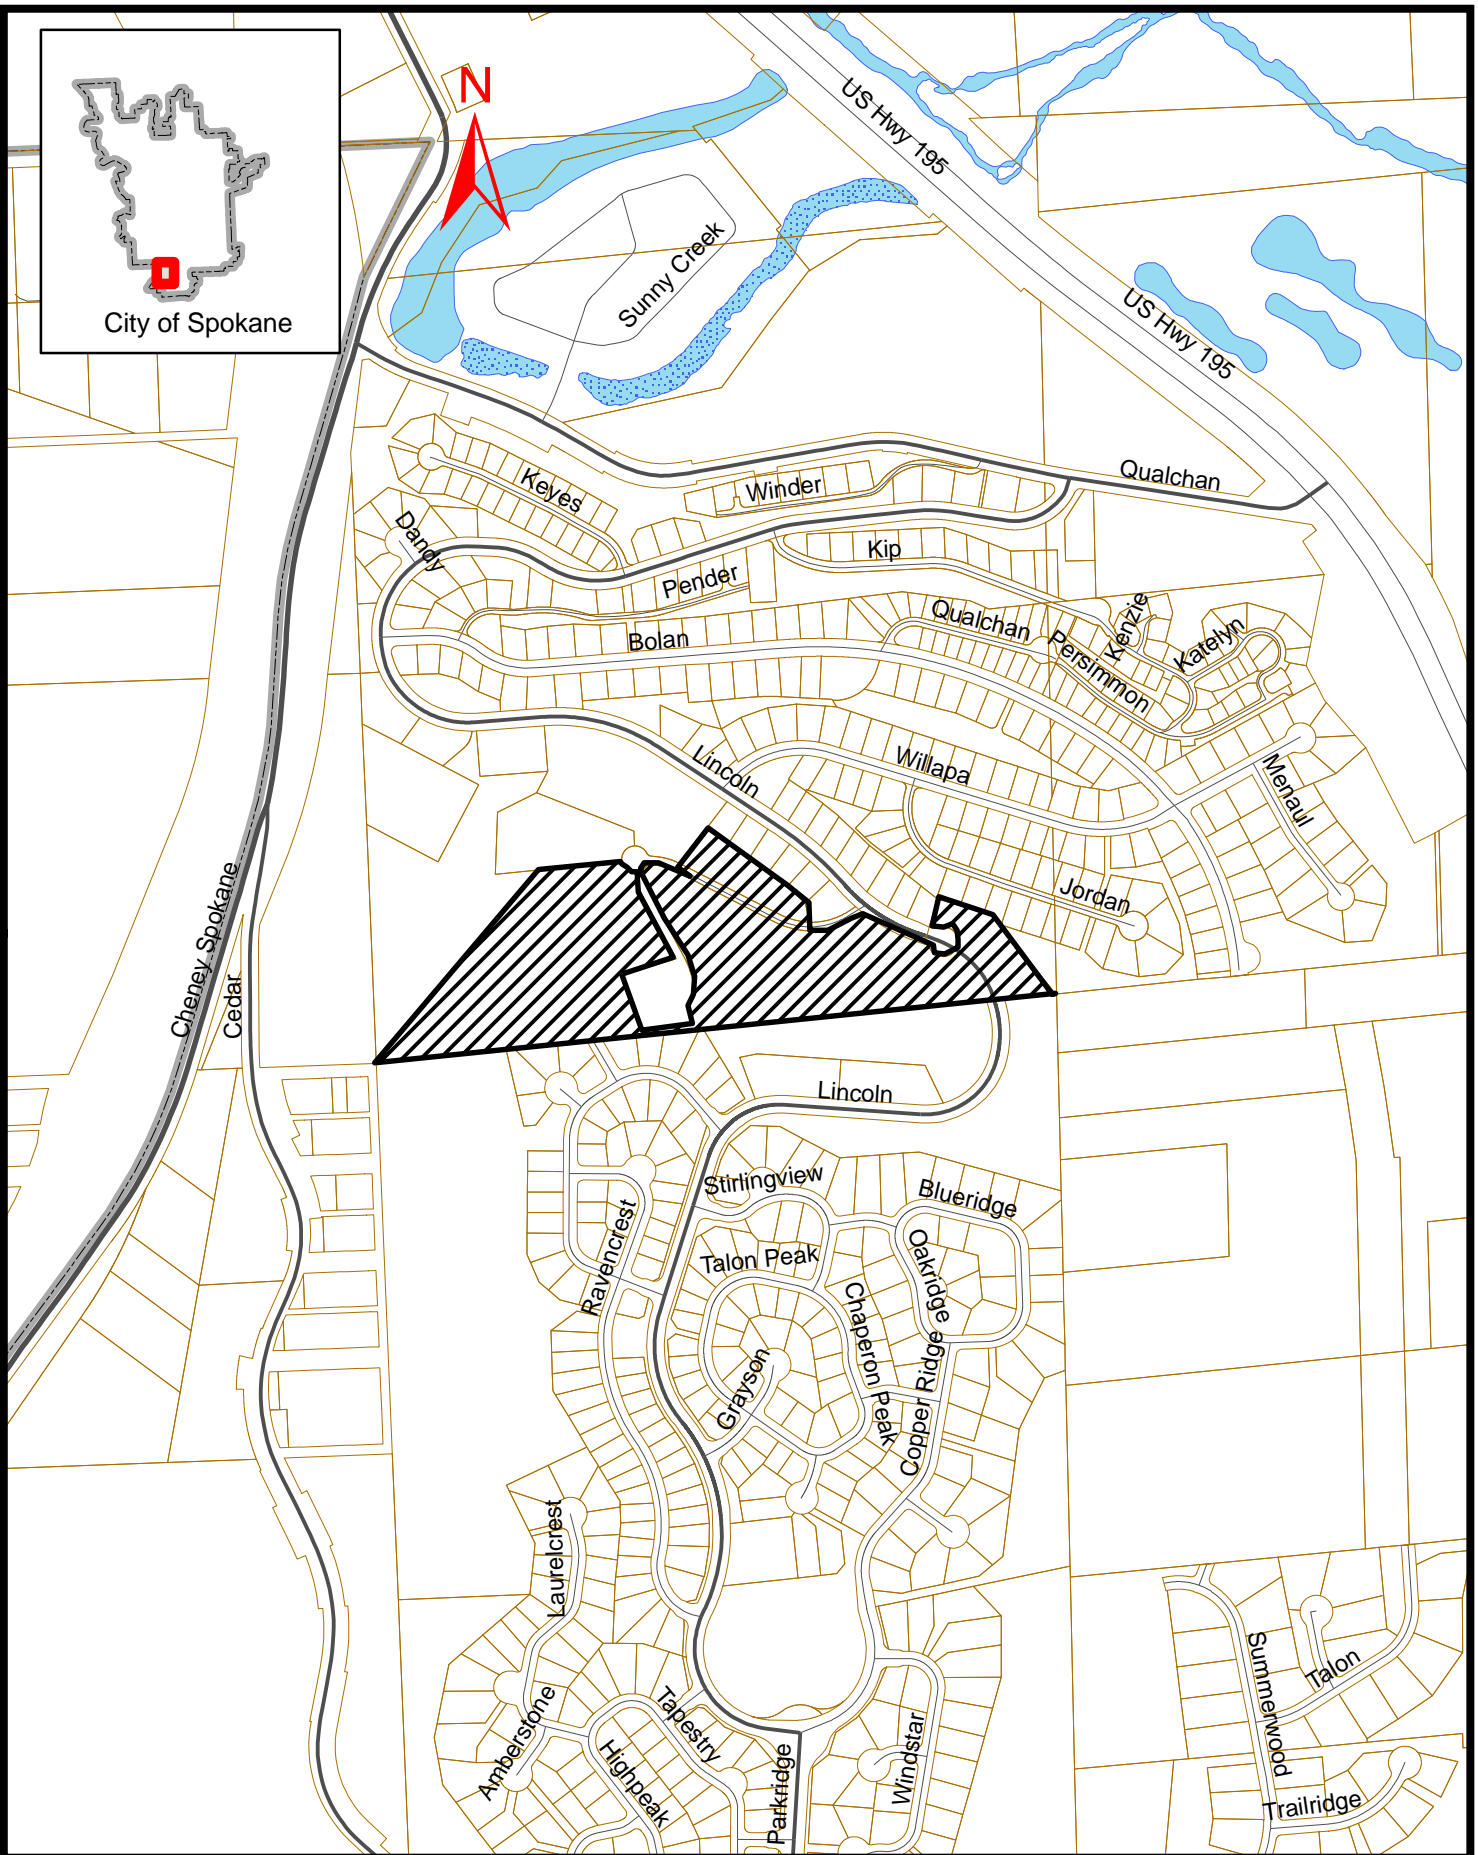 N
US Hwy 195
Sunny Creek
US Hwy 195
City of Spokane
Qualchan
Keyes
Winder
Dandy
Kip
Pender
Qualchan
Kenzie
Bolan
Katelyn
Persimmon
Lincoln
Willapa
Menaul
Jordan
Cheney Spokane
Cedar
Lincoln
Stirlingview
Blueridge
Ravencrest
Talon Peak
Oakridge
Chaperon Peak
Grayson
Copper Ridge
Laurelcrest
Summerwood
Talon
Amberstone
Tapestry
Highpeak
Parkridge
Windstar
Trailridge